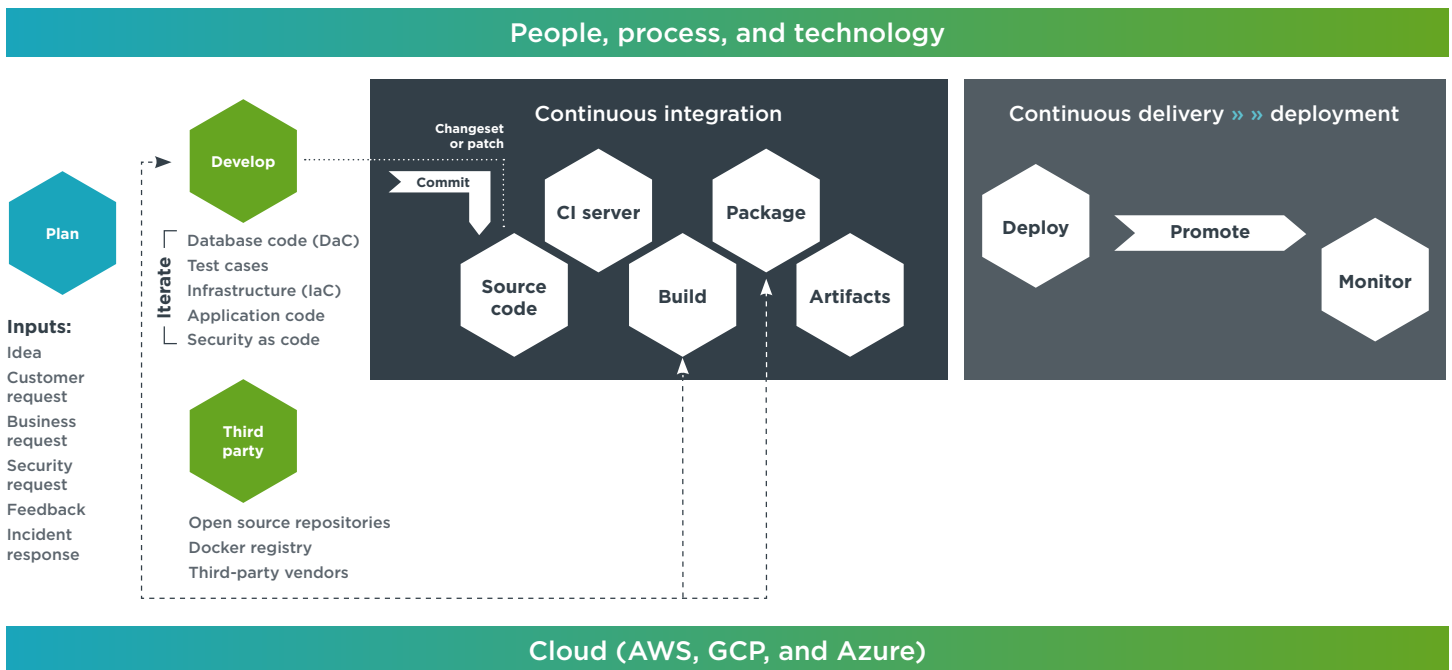 People, process, and technology
Plan
Inputs:
Idea
Customer
request
Business
request
Security
request
Feedback
Incident
response
Develop
Iterate
Database code (DaC)
Test cases
Infrastructure (IaC)
Application code
Security as code
Third
party
Open source repositories
Docker registry
Third-party vendors
Continuous integration
Changeset
or patch
Commit
Source
code
CI server
Build
Package
Artifacts
Continuous delivery » » deployment
Deploy
Promote
Monitor
Cloud (AWS, GCP, and Azure)